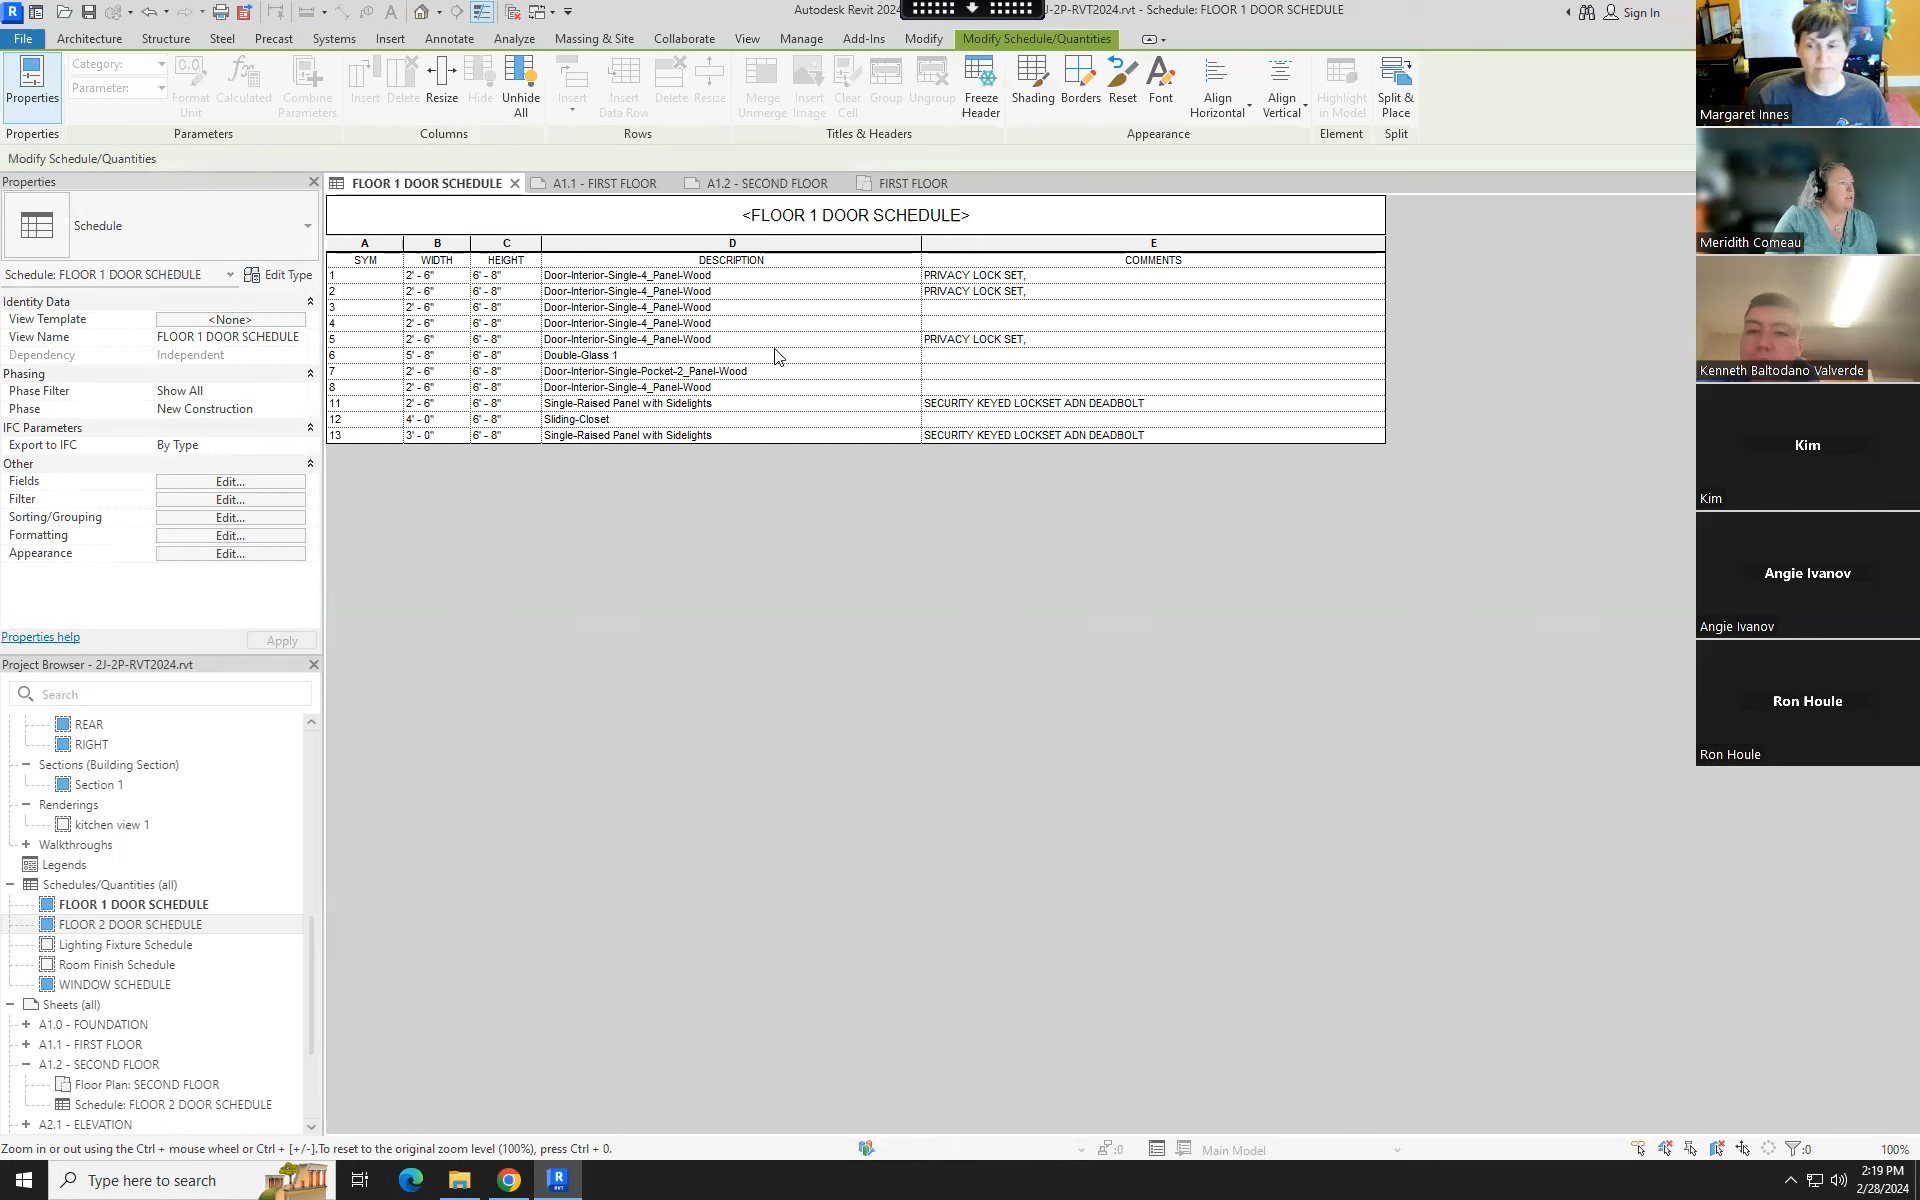 Autodesk Revit 2024
J-2P-RVT2024.rvt - Schedule: FLOOR 1 DOOR SCHEDULE
Sign In
File Architecture Structure Steel Precast Systems Insert Annotate Analyze Massing & Site Collaborate View Manage Add-Ins Modify Modify Schedule/Quantities
Properties
Category:
Parameter:
Format Unit
Calculated
Combine Parameters
Insert
Delete
Resize
Hide
Unhide All
Insert
Insert Data Row
Delete
Resize
Merge Unmerge
Insert Image
Clear Cell
Group
Ungroup
Freeze Header
Shading
Borders
Reset
Font
Align Horizontal
Align Vertical
Highlight in Model
Split & Place
Properties Parameters Columns Rows Titles & Headers Appearance Element Split
Modify Schedule/Quantities
Properties
Schedule
Schedule: FLOOR 1 DOOR SCHEDULE
Edit Type
Identity Data
View Template <None>
View Name FLOOR 1 DOOR SCHEDULE
Dependency Independent
Phasing
Phase Filter Show All
Phase New Construction
IFC Parameters
Export to IFC By Type
Other
Fields Edit...
Filter Edit...
Sorting/Grouping Edit...
Formatting Edit...
Appearance Edit...
Properties help
Apply
Project Browser - 2J-2P-RVT2024.rvt
Search
REAR
RIGHT
Sections (Building Section)
Section 1
Renderings
kitchen view 1
Walkthroughs
Legends
Schedules/Quantities (all)
FLOOR 1 DOOR SCHEDULE
FLOOR 2 DOOR SCHEDULE
Lighting Fixture Schedule
Room Finish Schedule
WINDOW SCHEDULE
Sheets (all)
A1.0 - FOUNDATION
A1.1 - FIRST FLOOR
A1.2 - SECOND FLOOR
Floor Plan: SECOND FLOOR
Schedule: FLOOR 2 DOOR SCHEDULE
A2.1 - ELEVATION
FLOOR 1 DOOR SCHEDULE
A1.1 - FIRST FLOOR
A1.2 - SECOND FLOOR
FIRST FLOOR
<FLOOR 1 DOOR SCHEDULE>
A B C D E
SYM WIDTH HEIGHT DESCRIPTION COMMENTS
1 2' - 6" 6' - 8" Door-Interior-Single-4_Panel-Wood PRIVACY LOCK SET,
2 2' - 6" 6' - 8" Door-Interior-Single-4_Panel-Wood PRIVACY LOCK SET,
3 2' - 6" 6' - 8" Door-Interior-Single-4_Panel-Wood
4 2' - 6" 6' - 8" Door-Interior-Single-4_Panel-Wood
5 2' - 6" 6' - 8" Door-Interior-Single-4_Panel-Wood PRIVACY LOCK SET,
6 5' - 8" 6' - 8" Double-Glass 1
7 2' - 6" 6' - 8" Door-Interior-Single-Pocket-2_Panel-Wood
8 2' - 6" 6' - 8" Door-Interior-Single-4_Panel-Wood
11 2' - 6" 6' - 8" Single-Raised Panel with Sidelights SECURITY KEYED LOCKSET ADN DEADBOLT
12 4' - 0" 6' - 8" Sliding-Closet
13 3' - 0" 6' - 8" Single-Raised Panel with Sidelights SECURITY KEYED LOCKSET ADN DEADBOLT
Margaret Innes
Meridith Comeau
Kenneth Baltodano Valverde
Kim
Kim
Angie Ivanov
Angie Ivanov
Ron Houle
Ron Houle
Zoom in or out using the Ctrl + mouse wheel or Ctrl + [+/-].To reset to the original zoom level (100%), press Ctrl + 0.
:0
Main Model
:0
100%
Type here to search
2:19 PM
2/28/2024